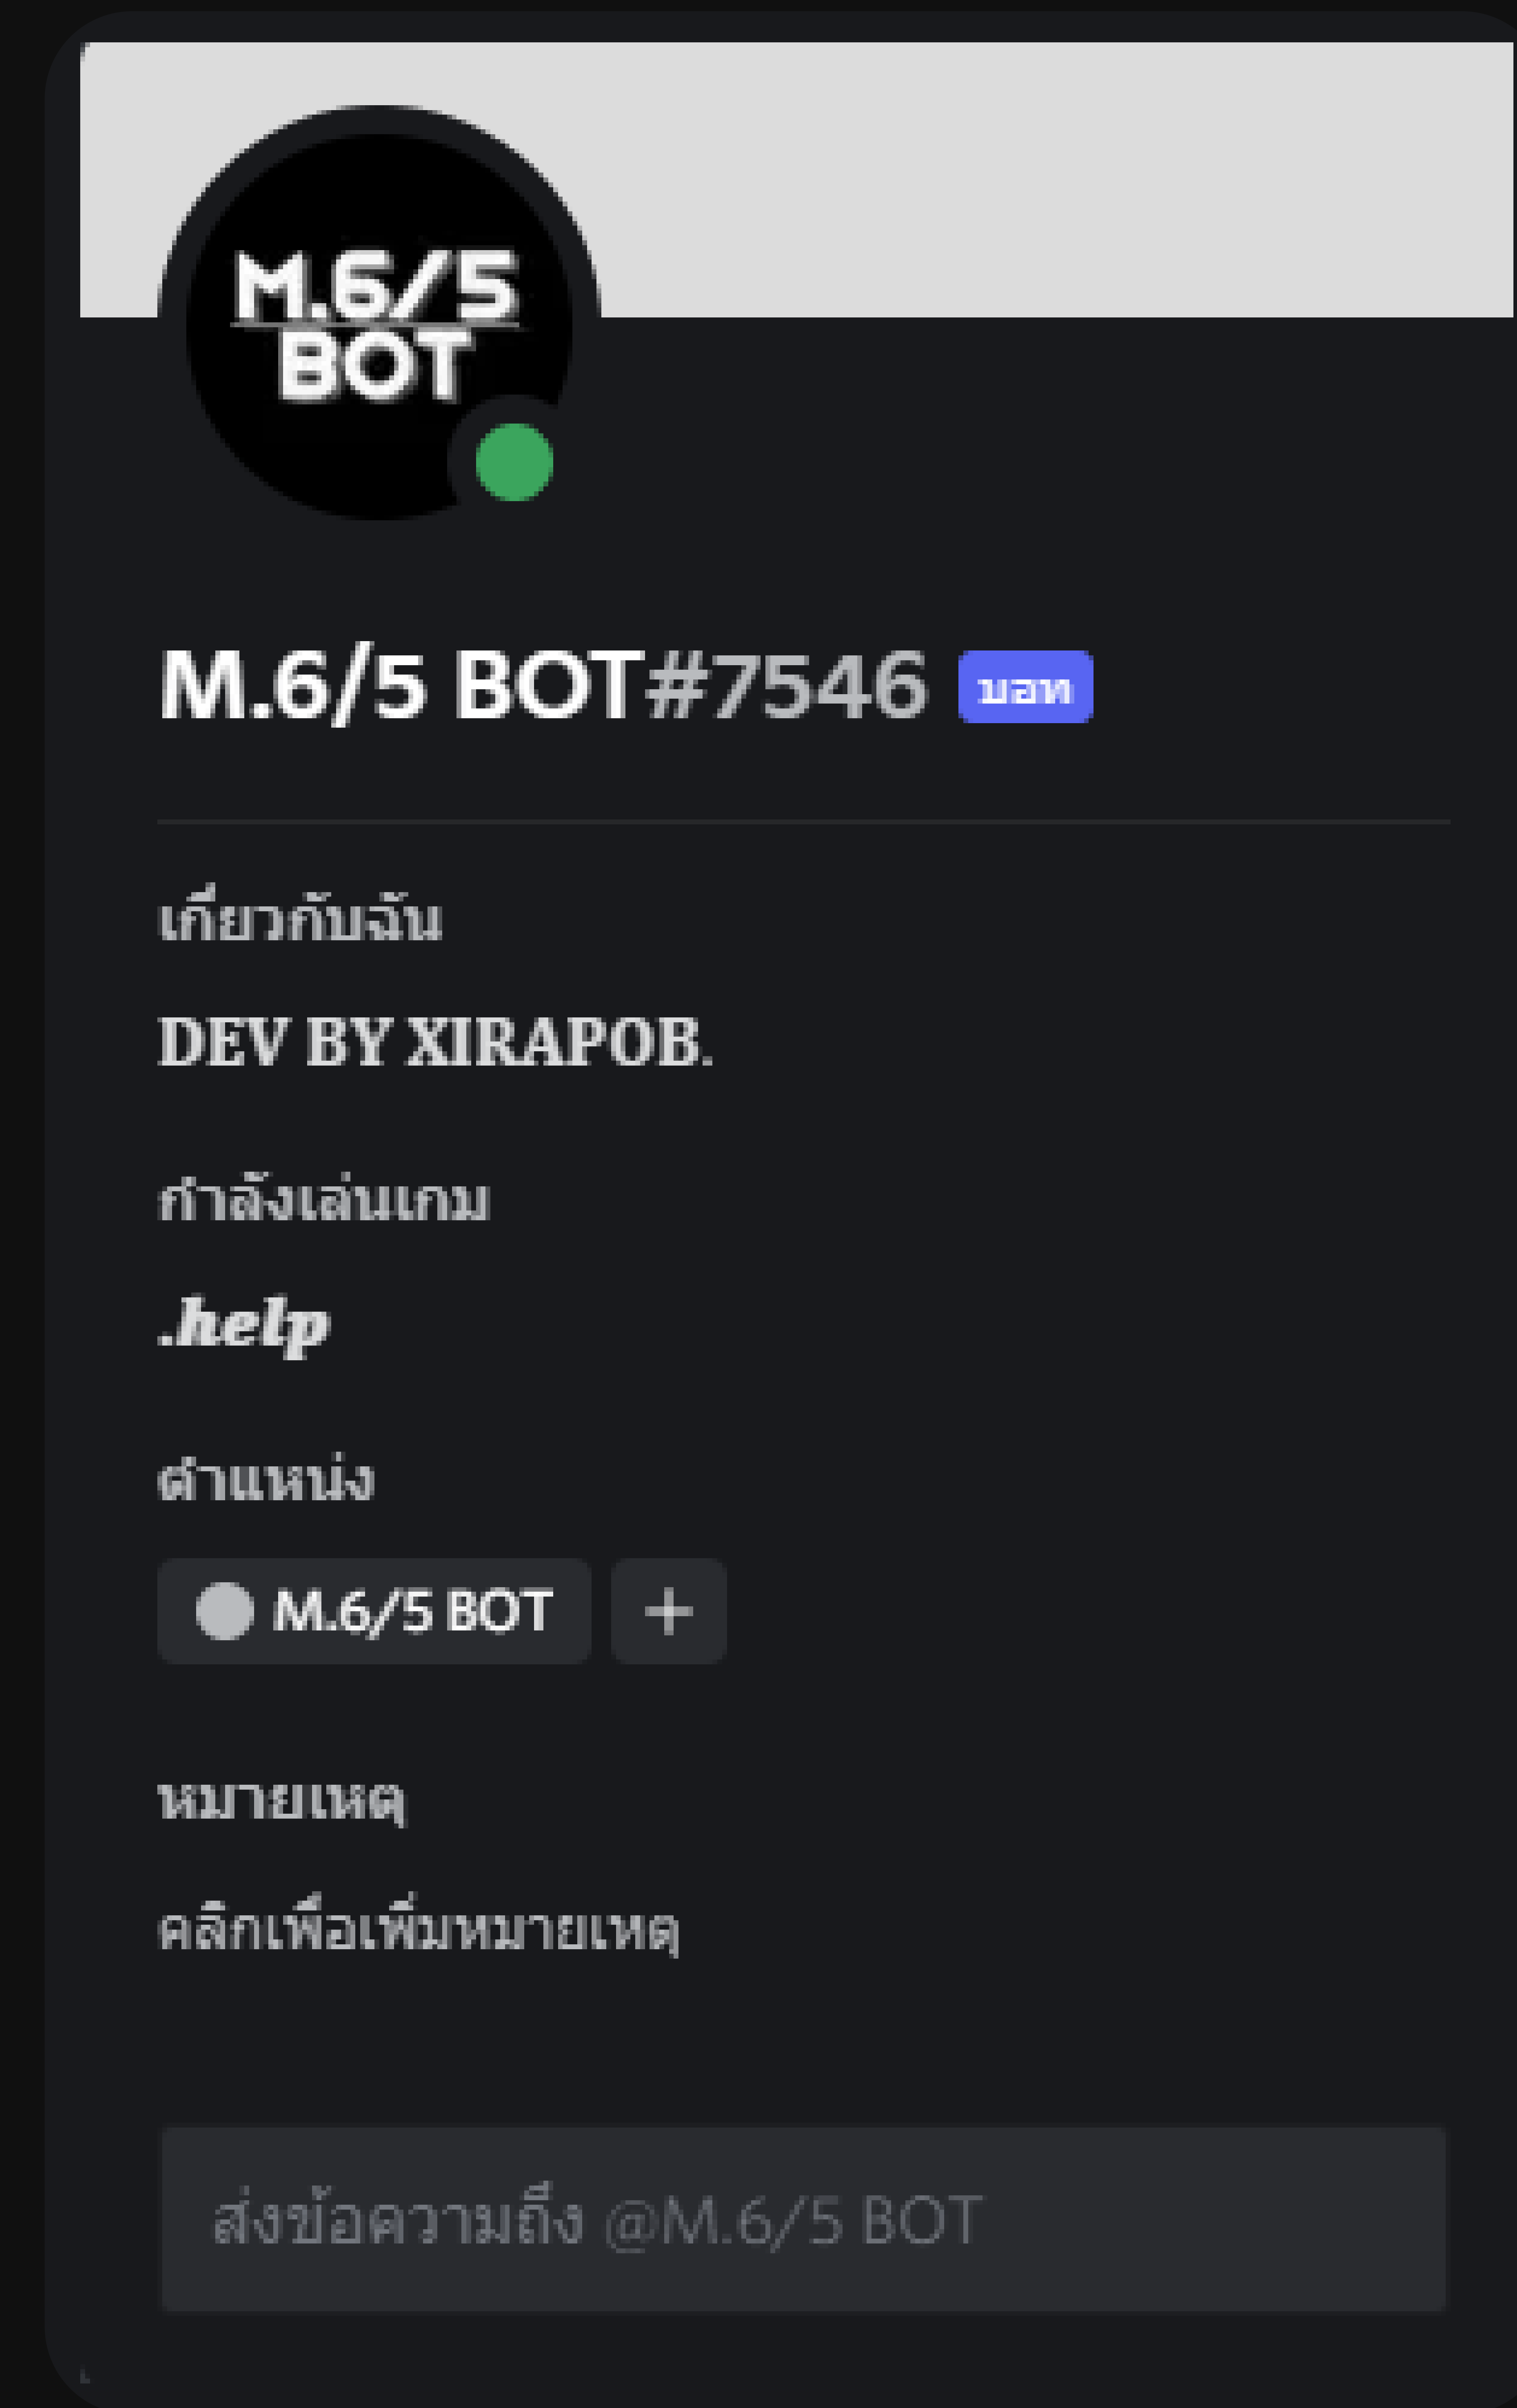 M.6/5
BOT
M.6/5 BOT#7546 บอท
เกี่ยวกับฉัน
DEV BY XIRAPOB.
กำลังเล่นเกม
.help
ตำแหน่ง
M.6/5 BOT +
หมายเหตุ
คลิกเพื่อเพิ่มหมายเหตุ
ส่งข้อความถึง @M.6/5 BOT